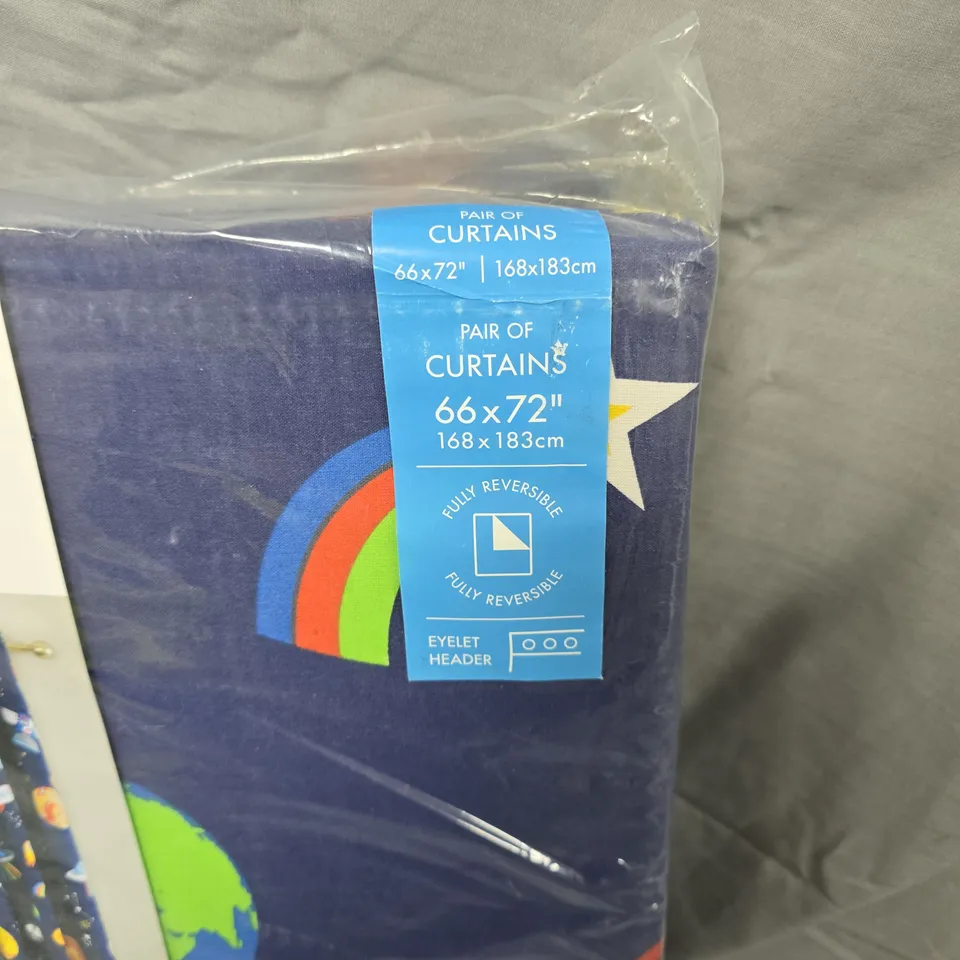 PAIR OF
CURTAINS
66x72" | 168x183cm
PAIR OF
CURTAINS
66x72"
168x183cm
FULLY REVERSIBLE
FULLY REVERSIBLE
EYELET
HEADER